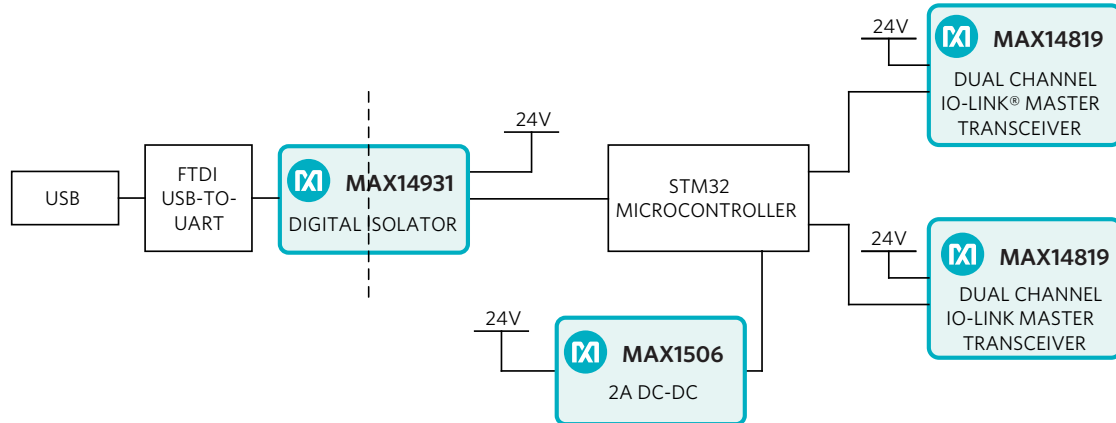 24V
MAX14819
DUAL CHANNEL
IO-LINK® MASTER
TRANSCEIVER
24V
FTDI
USB-TO-
UART
USB
MAX14931
DIGITAL ISOLATOR
STM32
MICROCONTROLLER
24V
MAX14819
DUAL CHANNEL
IO-LINK MASTER
TRANSCEIVER
24V
MAX1506
2A DC-DC